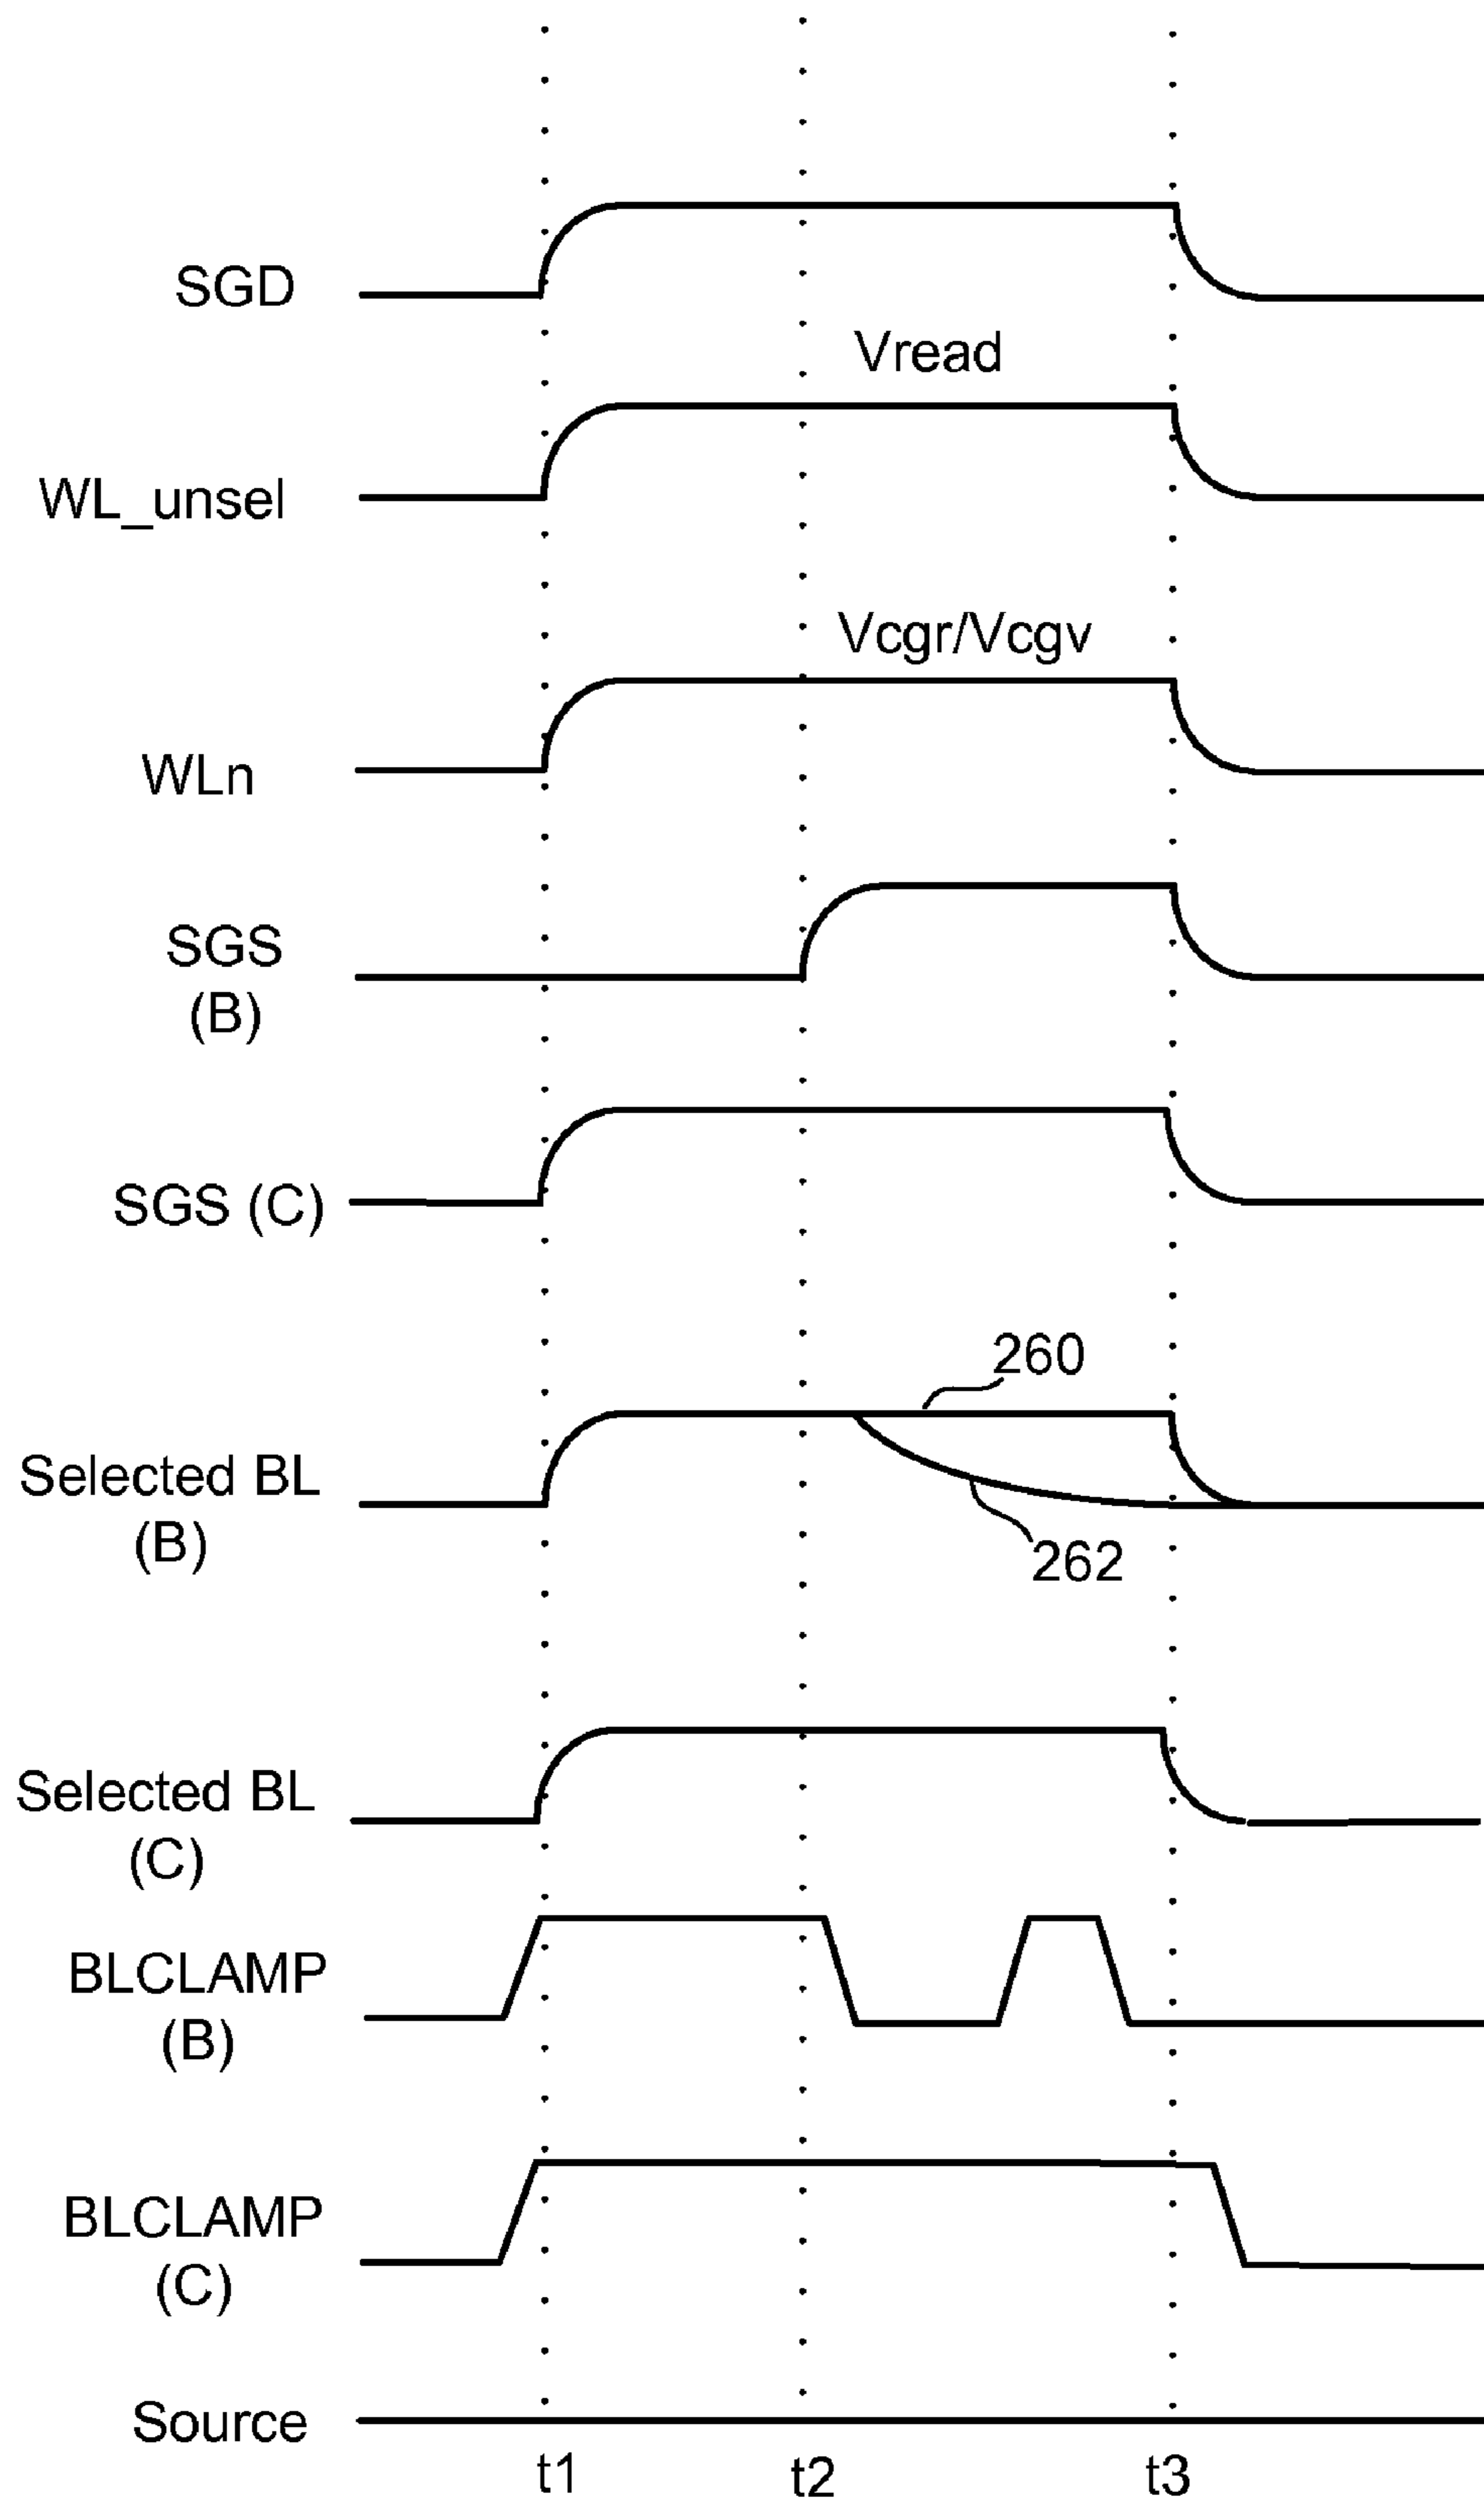 SGD
Vread
WL_unsel
Vcgr/Vcgv
WLn
SGS
(B)
SGS (C)
260
Selected BL
(B)
262
Selected BL
(C)
BLCLAMP
(B)
BLCLAMP
(C)
Source
t1 t2 t3